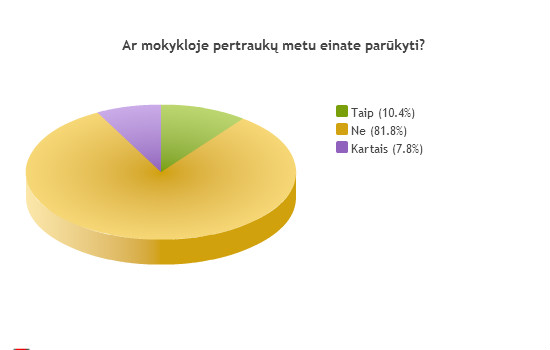 Ar mokykloje pertraukų metu einate parūkyti?
Taip (10.4%)
Ne (81.8%)
Kartais (7.8%)